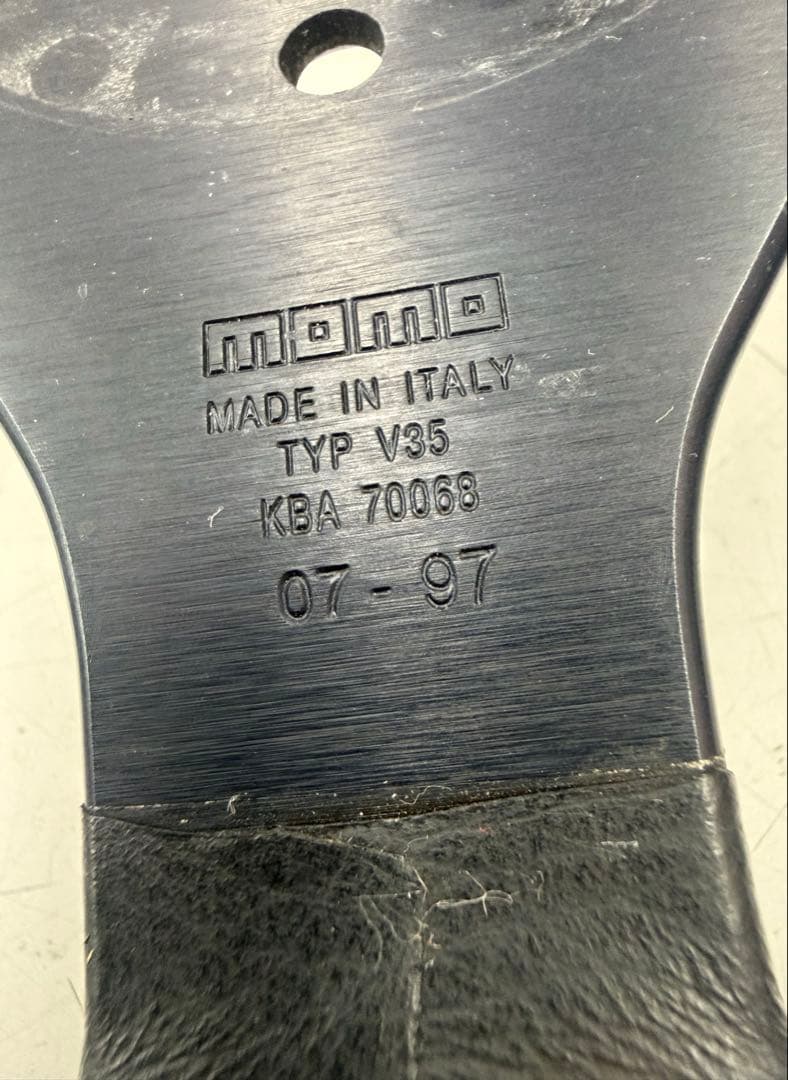 momo
MADE IN ITALY
TYP V35
KBA 70068
07-97